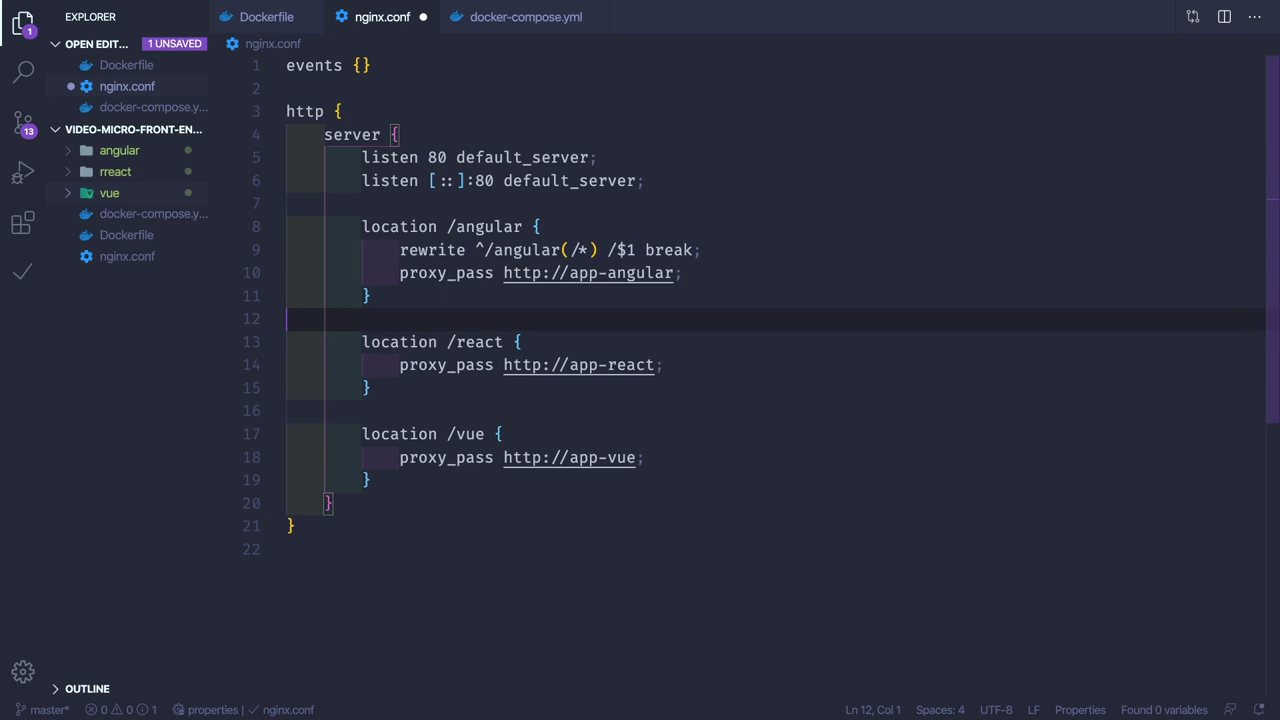 EXPLORER
Dockerfile
nginx.conf
docker-compose.yml
OPEN EDIT... 1 UNSAVED
Dockerfile
nginx.conf
docker-compose.y...
VIDEO-MICRO-FRONT-EN...
angular
rreact
vue
docker-compose.y...
Dockerfile
nginx.conf
OUTLINE
1
13
nginx.conf
1 events {}
2
3 http {
4 server {
5 listen 80 default_server;
6 listen [::]:80 default_server;
7
8 location /angular {
9 rewrite ^/angular(/*) /$1 break;
10 proxy_pass http://app-angular;
11 }
12
13 location /react {
14 proxy_pass http://app-react;
15 }
16
17 location /vue {
18 proxy_pass http://app-vue;
19 }
20 }
21 }
22
master* 0 0 1 properties | nginx.conf Ln 12, Col 1 Spaces: 4 UTF-8 LF Properties Found 0 variables